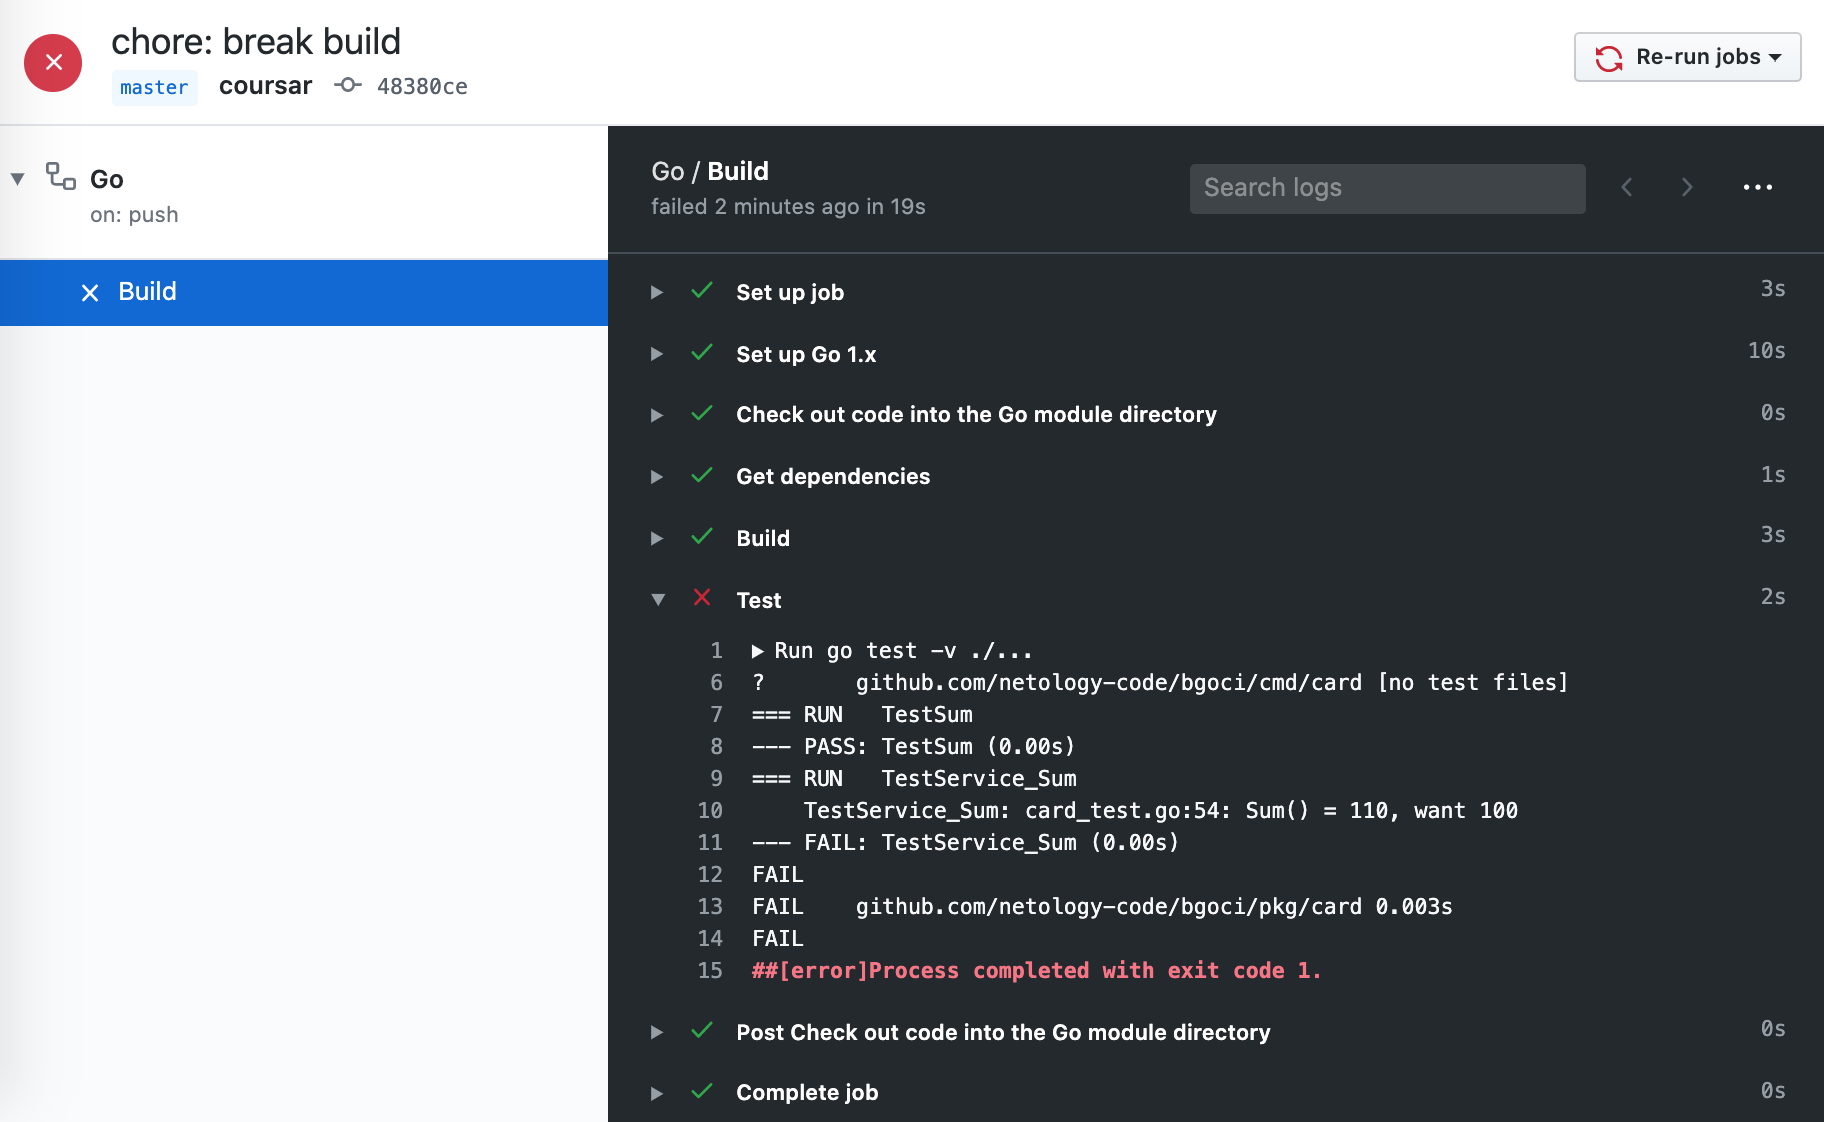 chore: break build
master coursar 48380ce
Re-run jobs
Go
on: push
Build
Go / Build
failed 2 minutes ago in 19s
Search logs
Set up job 3s
Set up Go 1.x 10s
Check out code into the Go module directory 0s
Get dependencies 1s
Build 3s
Test 2s
1 Run go test -v ./...
6 ? github.com/netology-code/bgoci/cmd/card [no test files]
7 === RUN TestSum
8 --- PASS: TestSum (0.00s)
9 === RUN TestService_Sum
10 TestService_Sum: card_test.go:54: Sum() = 110, want 100
11 --- FAIL: TestService_Sum (0.00s)
12 FAIL
13 FAIL github.com/netology-code/bgoci/pkg/card 0.003s
14 FAIL
15 ##[error]Process completed with exit code 1.
Post Check out code into the Go module directory 0s
Complete job 0s